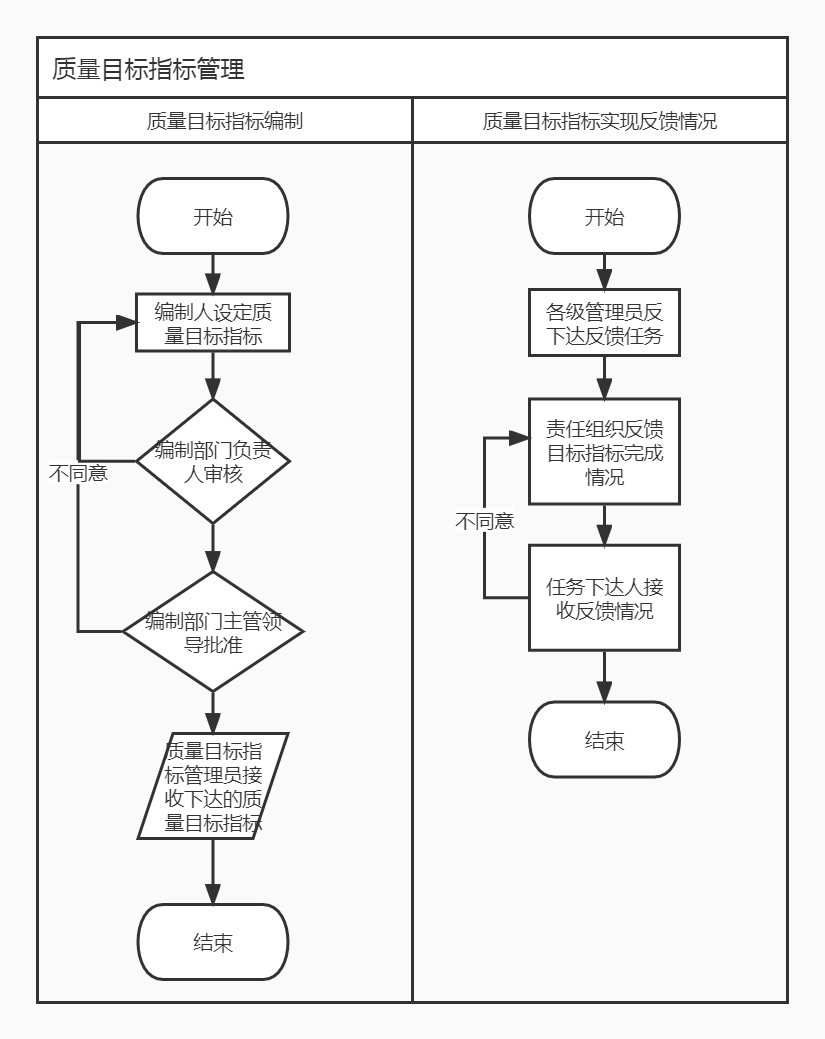 质量目标指标管理
质量目标指标编制
质量目标指标实现反馈情况
开始
编制人设定质
量目标指标
编制部门负责
人审核
不同意
编制部门主管领
导批准
质量目标指
标管理员接
收下达的质
量目标指标
结束
开始
各级管理员反
下达反馈任务
责任组织反馈
目标指标完成
情况
不同意
任务下达人接
收反馈情况
结束